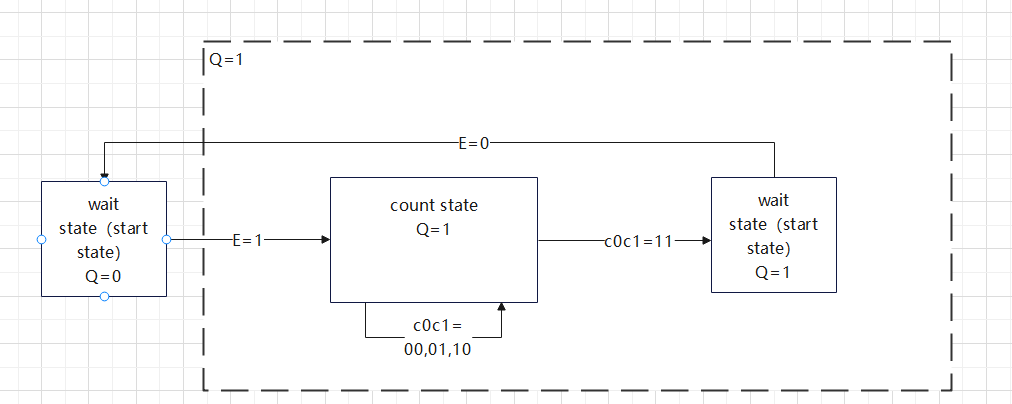 Q=1
E=0
wait
state (start
state)
Q=0
E=1
count state
Q=1
c0c1=
00,01,10
c0c1=11
wait
state (start
state)
Q=1